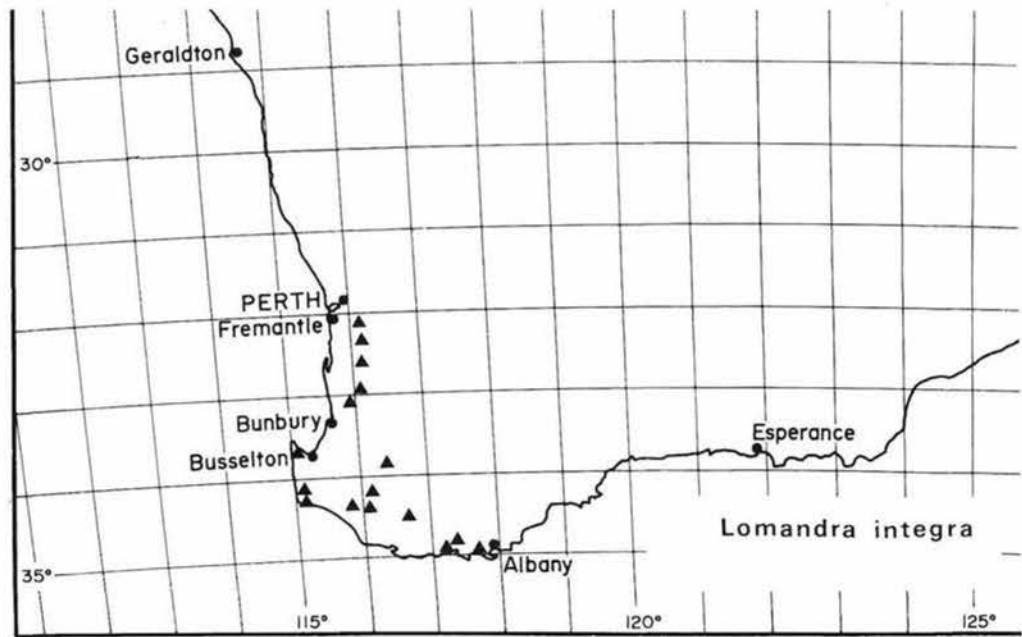 Geraldton
30°
PERTH
Fremantle
Bunbury
Busselton
Esperance
Lomandra integra
Albany
35°
115°
120°
125°